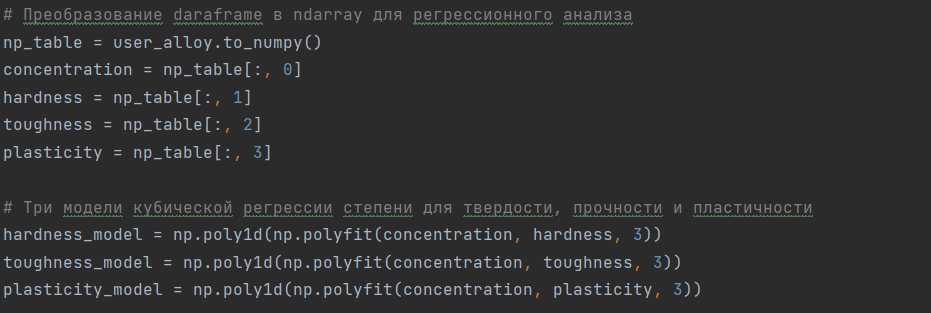 # Преобразование daraframe в ndarray для регрессионного анализа
np_table = user_alloy.to_numpy()
concentration = np_table[:, 0]
hardness = np_table[:, 1]
toughness = np_table[:, 2]
plasticity = np_table[:, 3]
# Три модели кубической регрессии степени для твердости, прочности и пластичности
hardness_model = np.poly1d(np.polyfit(concentration, hardness, 3))
toughness_model = np.poly1d(np.polyfit(concentration, toughness, 3))
plasticity_model = np.poly1d(np.polyfit(concentration, plasticity, 3))